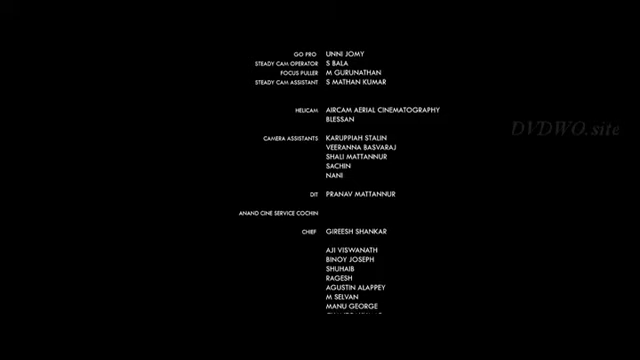 GO PRO UNNI JOMY
STEADY CAM OPERATOR S BALA
FOCUS PULLER M GURUNATHAN
STEADY CAM ASSISTANT S MATHAN KUMAR
HELICAM AIRCAM AERIAL CINEMATOGRAPHY
BLESSAN
CAMERA ASSISTANTS KARUPPIAH STALIN
DVDWO.site
VEERANNA BASVARAJ
SHALI MATTANNUR
SACHIN
NANI
DIT PRANAV MATTANNUR
ANAND CINE SERVICE COCHIN
CHIEF GIREESH SHANKAR
AJI VISWANATH
BINOY JOSEPH
SHUHAIB
RAGESH
AGUSTIN ALAPPEY
M SELVAN
MANU GEORGE